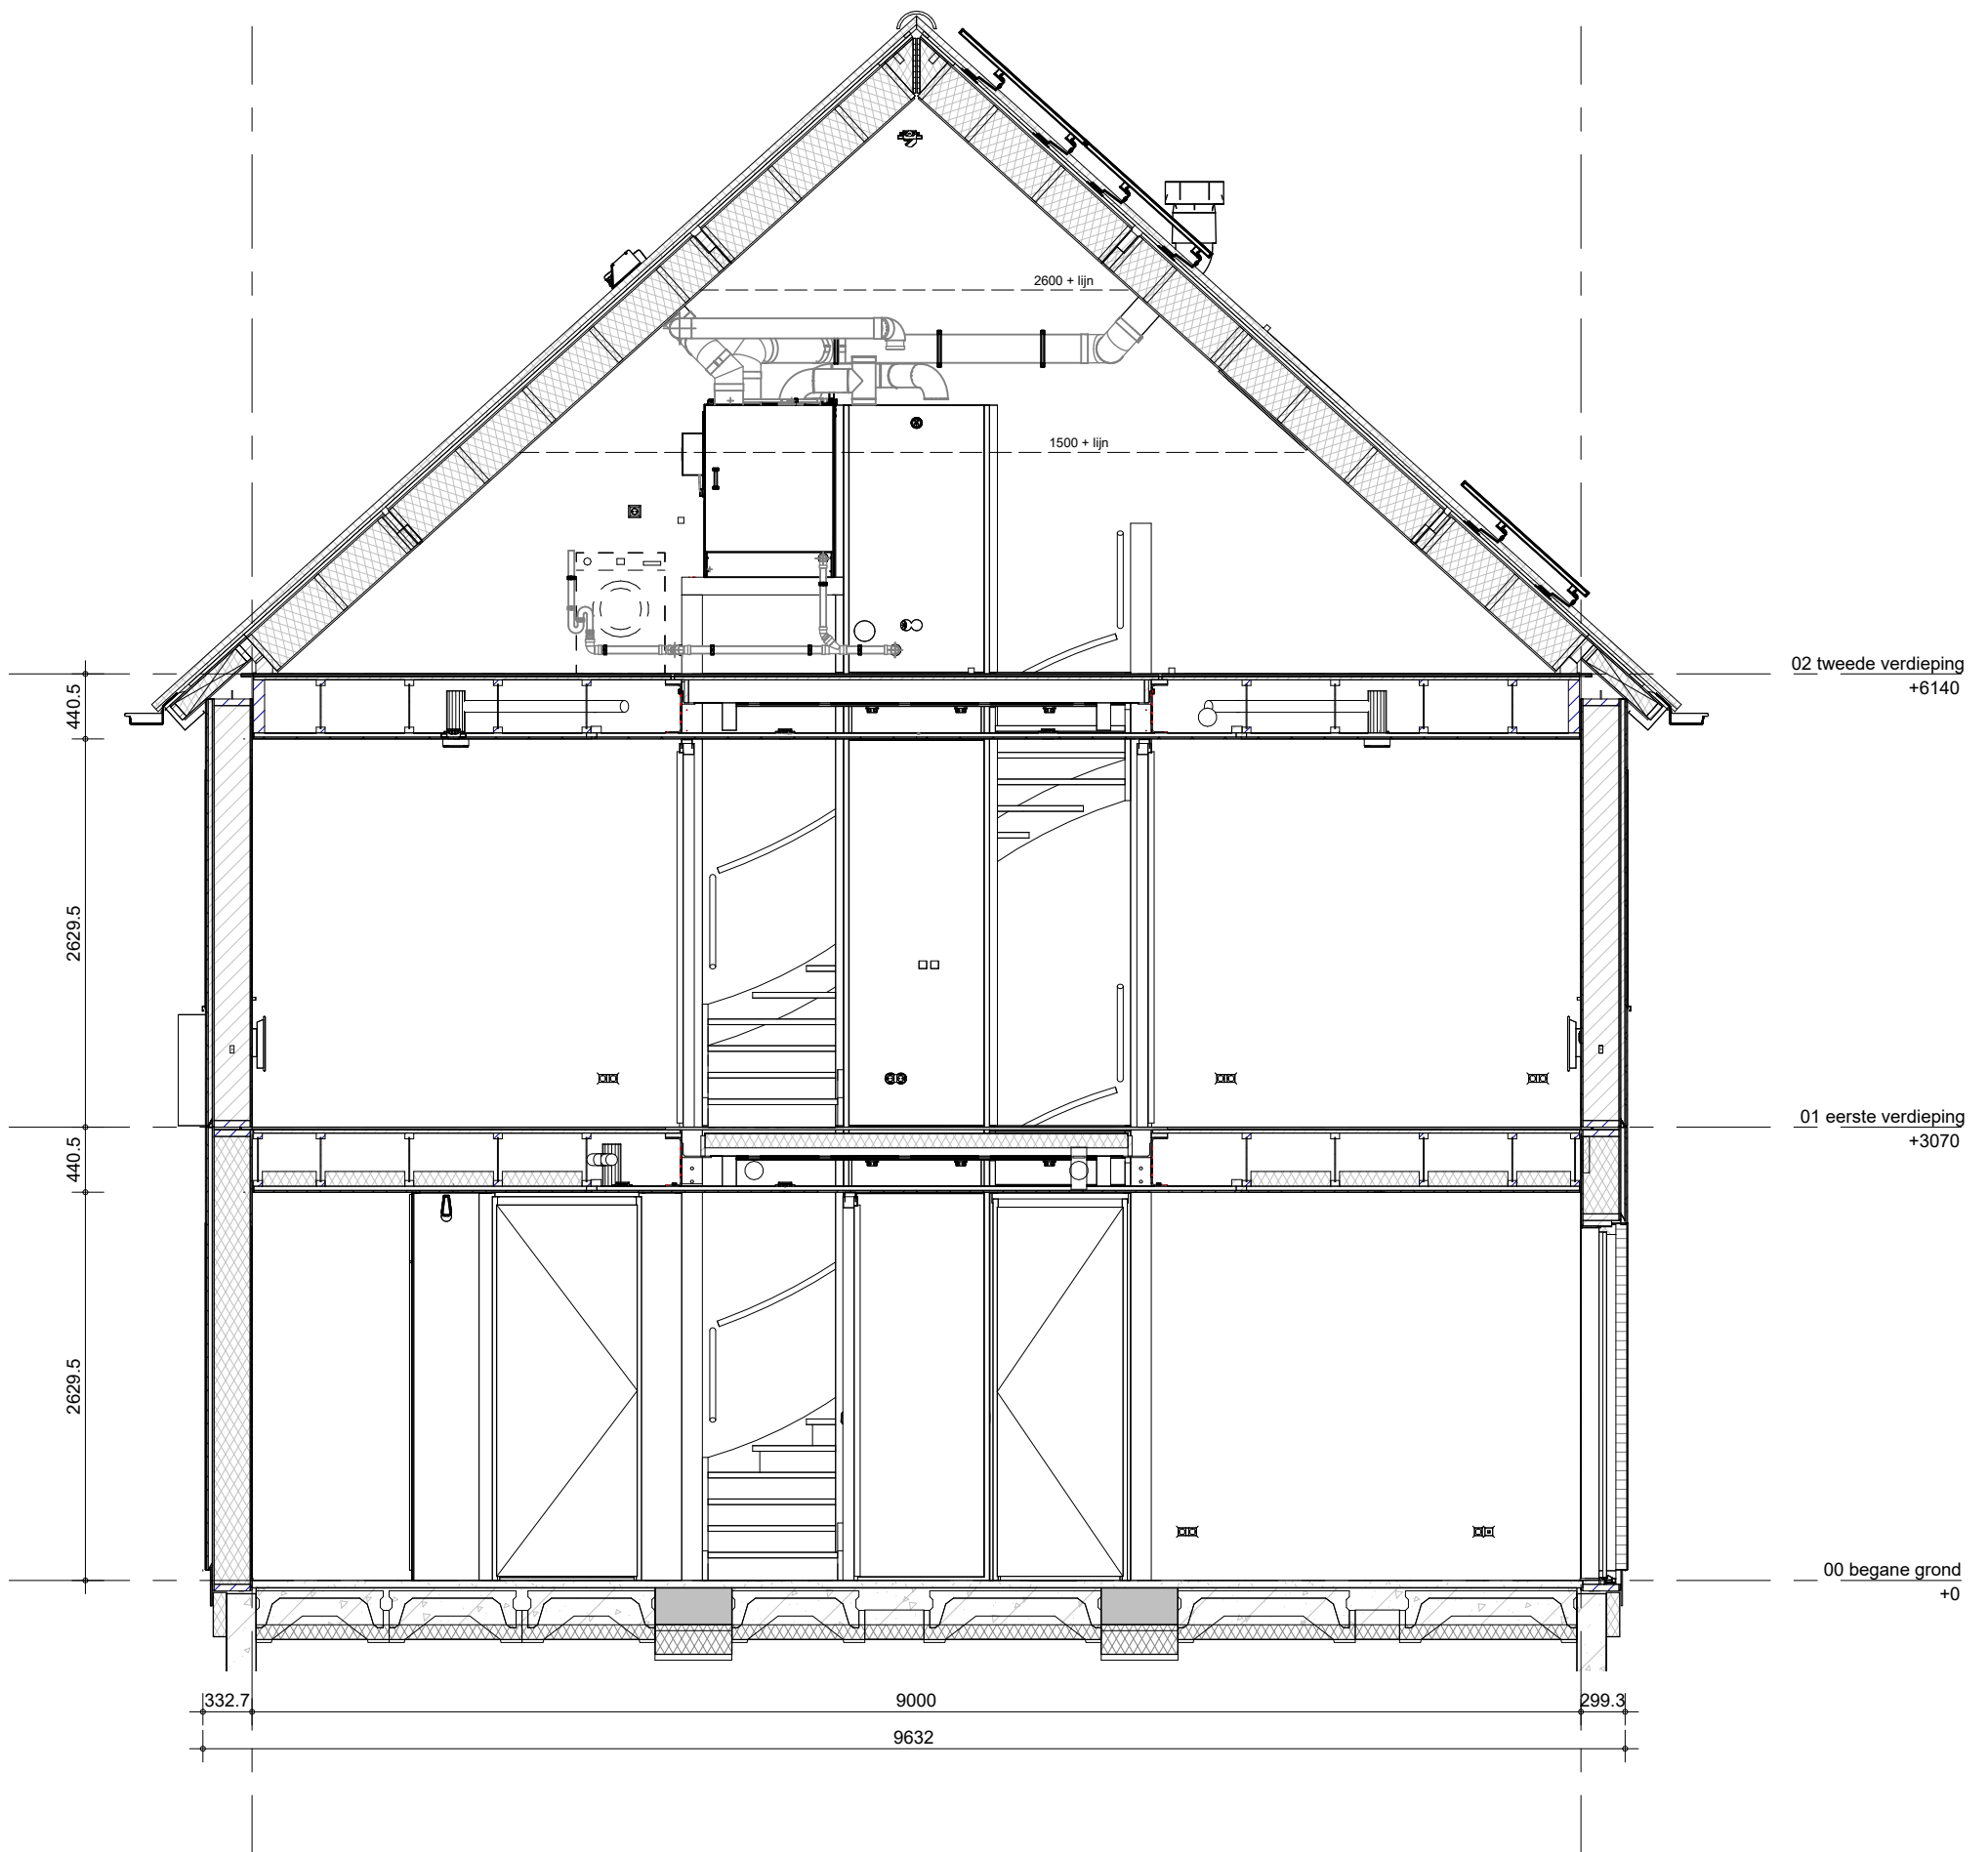 2600 + lijn
1500 + lijn
02 tweede verdieping
+6140
440.5
2629.5
01 eerste verdieping
+3070
440.5
2629.5
00 begane grond
+0
332.7
9000
299.3
9632